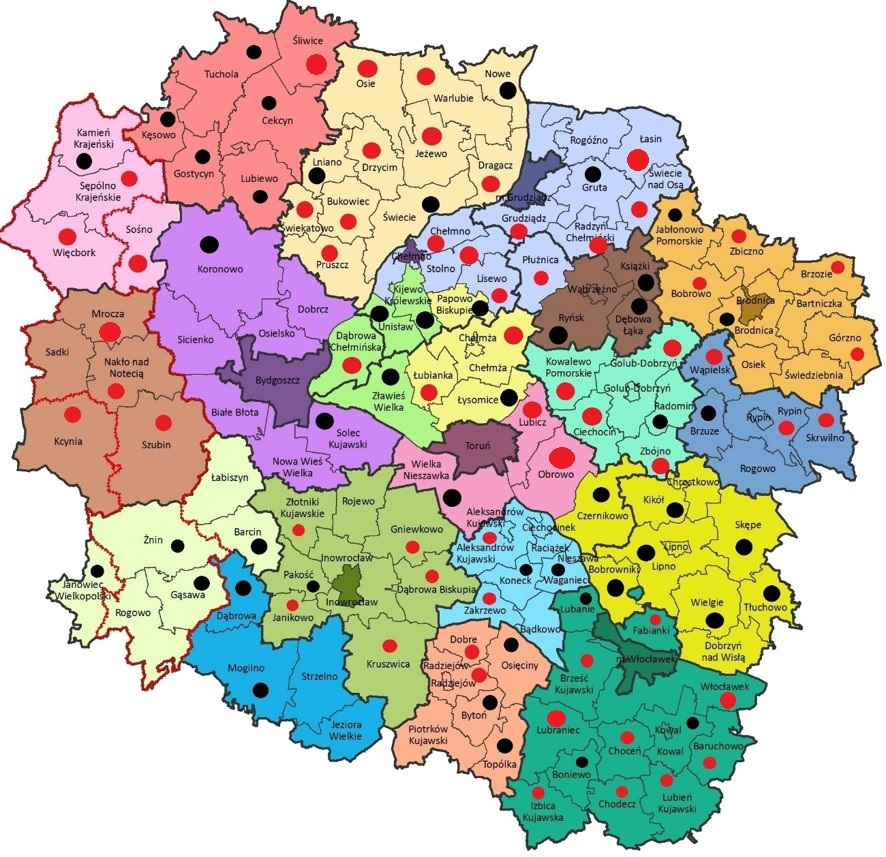 Śliwice
Tuchola
Cekcyn
Kęsowo
Gostycyn
Lubiewo
Kamień
Krajeński
Sępólno
Krajeńskie
Sośno
Więcbork
Osie
Warlubie
Nowe
Drzycim
Jeżewo
Lniano
Dragacz
Bukowiec
Świecie
Świekatowo
Pruszcz
Rogóźno
Łasin
Gruta
Świecie
nad Osą
m.Grudziądz
Grudziądz
Radzyń
Chełmiński
Chełmno
Chełmno
Stolno
Lisewo
Płużnica
Kijewo
Królewskie
Papowo
Biskupie
Unisław
Jabłonowo
Pomorskie
Zbiczno
Brzozie
Bobrowo
Brodnica
Bartniczka
Brodnica
Górzno
Osiek
Świedziebnia
Książki
Wąbrzeźno
Ryńsk
Dębowa
Łąka
Koronowo
Dobrcz
Sicienko
Osielsko
Dąbrowa
Chełmińska
Bydgoszcz
Białe Błota
Solec
Kujawski
Nowa Wieś
Wielka
Mrocza
Sadki
Nakło nad
Notecią
Kcynia
Szubin
Chełmża
Chełmża
Łubianka
Zławieś
Wielka
Łysomice
Lubicz
Toruń
Wielka
Nieszawka
Obrowo
Kowalewo
Pomorskie
Golub-Dobrzyń
Golub-Dobrzyń
Radomin
Ciechocin
Zbójno
Wąpielsk
Brzuze
Rypin
Rypin
Skrwilno
Rogowo
Łabiszyn
Barcin
Żnin
Janowiec
Wielkopolski
Gąsawa
Rogowo
Złotniki
Kujawskie
Rojewo
Gniewkowo
Inowrocław
Pakość
Inowrocław
Dąbrowa Biskupia
Janikowo
Kruszwica
Dąbrowa
Mogilno
Strzelno
Jeziora
Wielkie
Aleksandrów
Kujawski
Aleksandrów
Kujawski
Ciechocinek
Raciążek
Nieszawa
Koneck
Waganiec
Zakrzewo
Bądkowo
Czernikowo
Kikół
Chrostkowo
Skępe
Lipno
Lipno
Bobrowniki
Wielgie
Tłuchowo
Dobrzyń
nad Wisłą
Dobre
Radziejów
Radziejów
Osięciny
Bytoń
Piotrków
Kujawski
Topólka
Lubanie
Fabianki
m.Włocławek
Brześć
Kujawski
Włocławek
Lubraniec
Kowal
Choceń
Kowal
Baruchowo
Boniewo
Izbica
Kujawska
Chodecz
Lubień
Kujawski